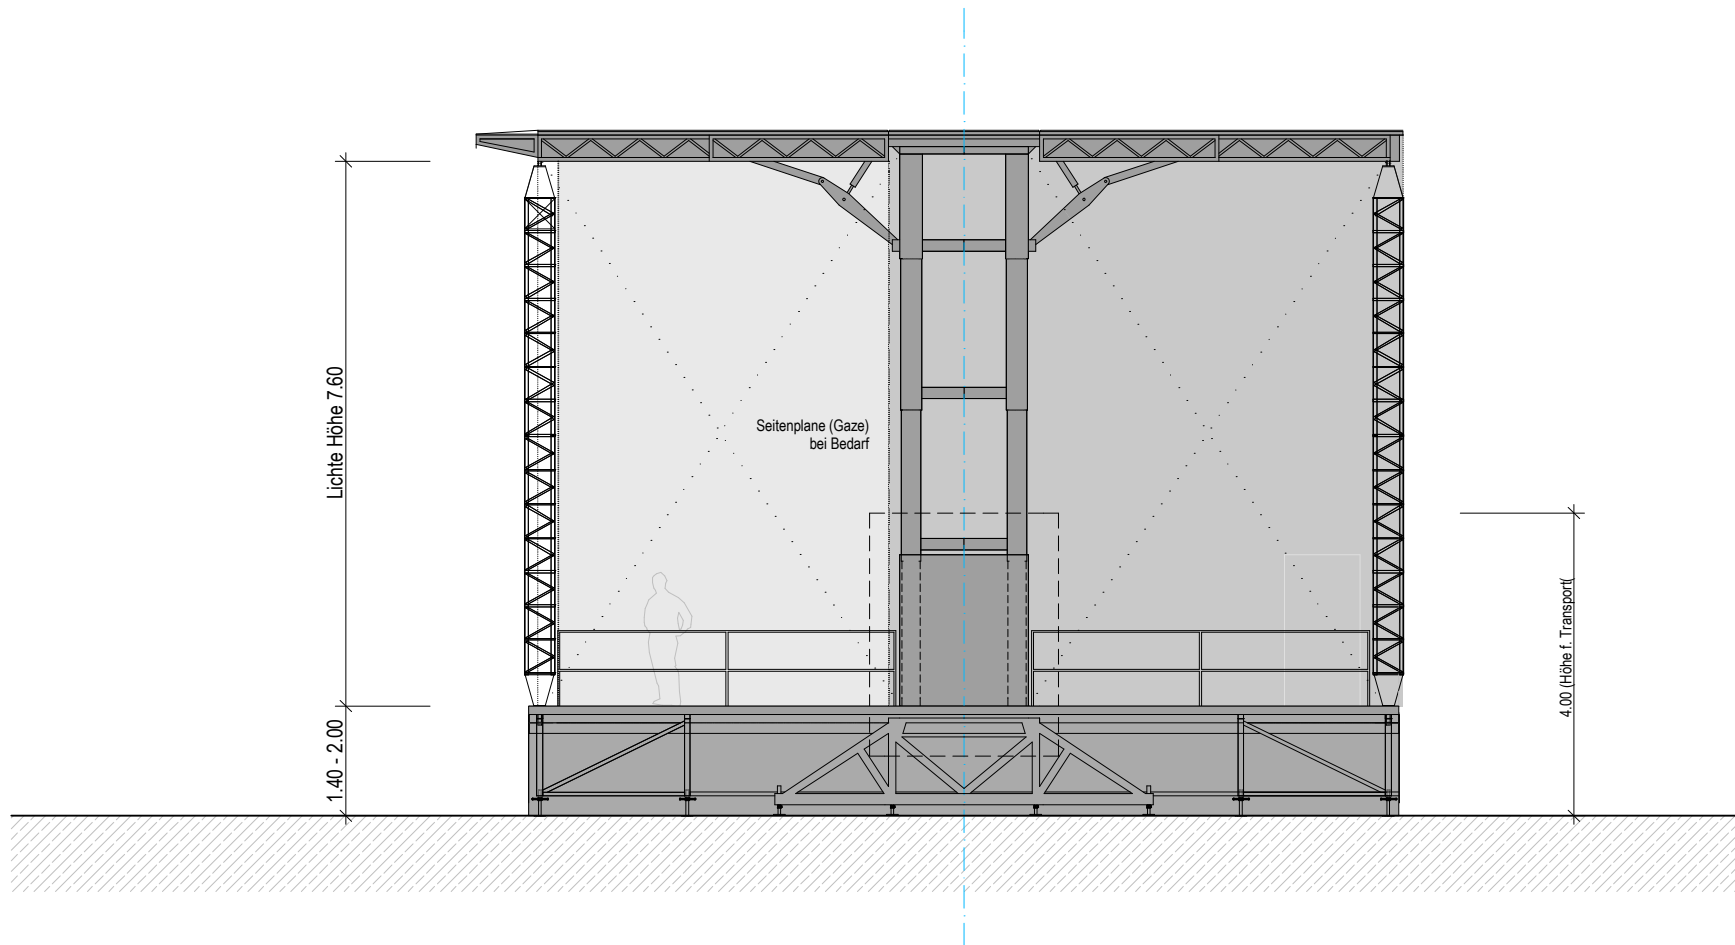 Lichte Höhe 7.60
Seitenplane (Gaze)
bei Bedarf
1.40 - 2.00
4.00 (Höhe f. Transport(